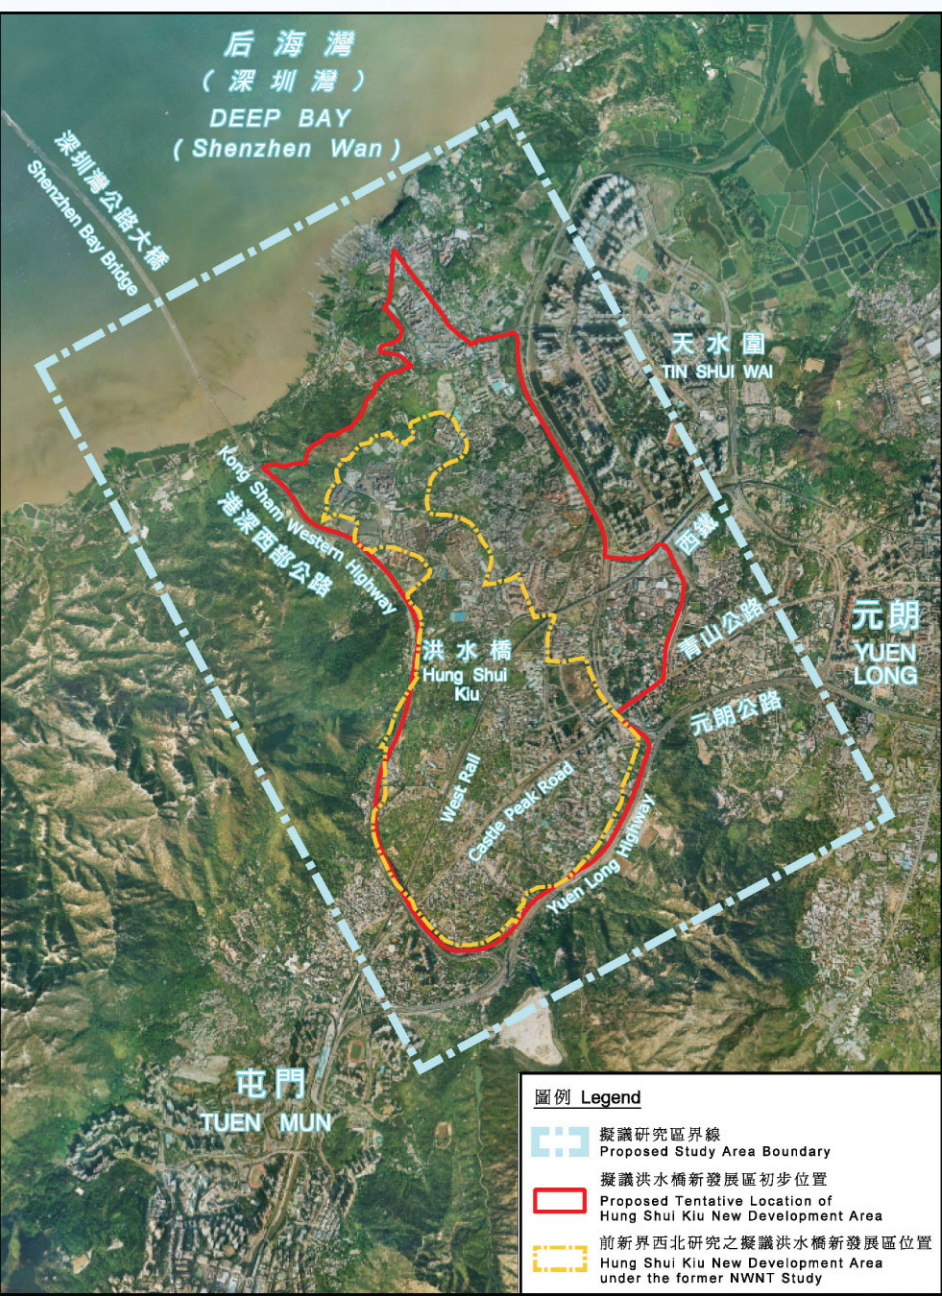 后海灣
(深圳灣)
DEEP BAY
(Shenzhen Wan)
深圳灣公路大橋
Shenzhen Bay Bridge
天水圍
TIN SHUI WAI
Kong Sham Western Highway
港深西部公路
西鐵
青山公路
元朗
YUEN
LONG
洪水橋
Hung Shui
Kiu
元朗公路
West Rail
Castle Peak Road
Yuen Long Highway
屯門
TUEN MUN
圖例 Legend
擬議研究區界線
Proposed Study Area Boundary
擬議洪水橋新發展區初步位置
Proposed Tentative Location of
Hung Shui Kiu New Development Area
前新界西北研究之擬議洪水橋新發展區位置
Hung Shui Kiu New Development Area
under the former NWNT Study